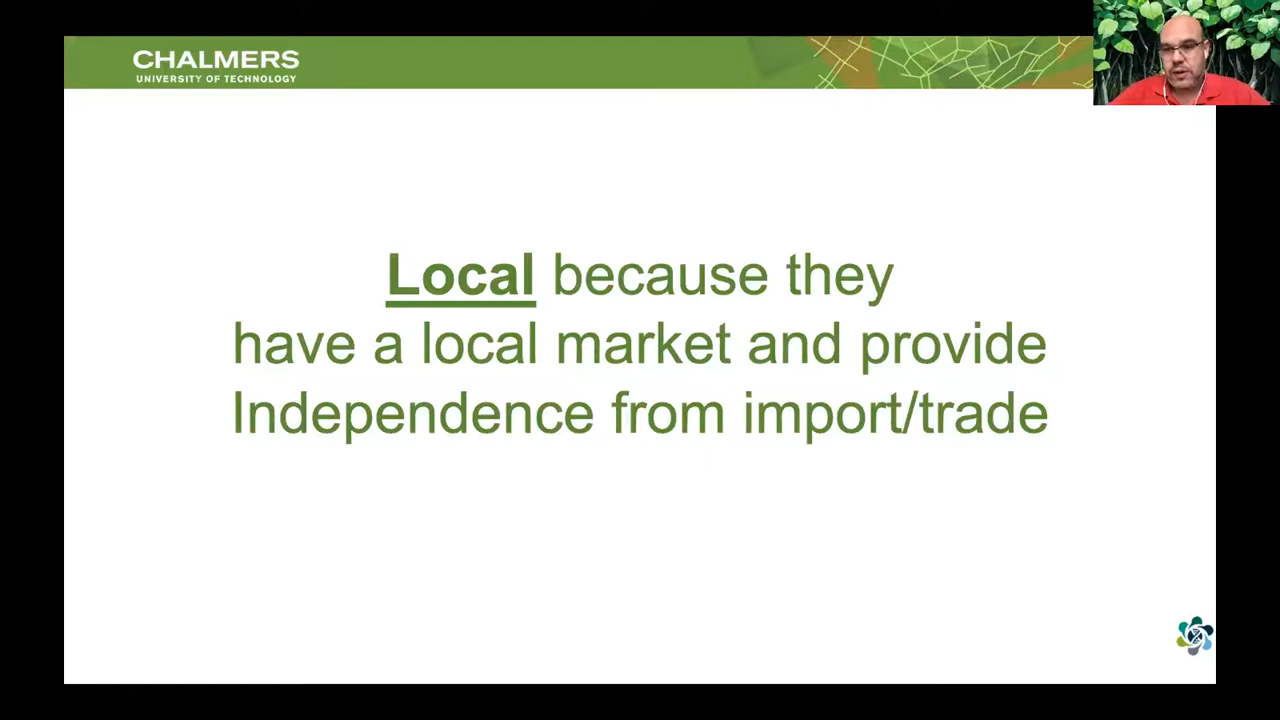 CHALMERS
UNIVERSITY OF TECHNOLOGY
Local because they
have a local market and provide
Independence from import/trade